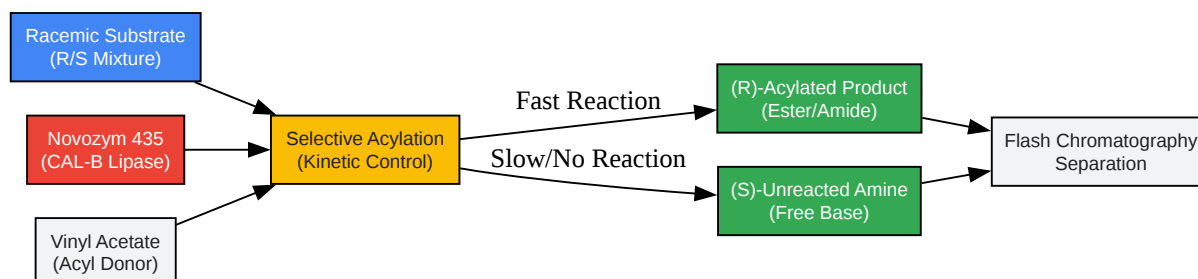 Racemic Substrate
(R/S Mixture)
Novozym 435
(CAL-B Lipase)
Vinyl Acetate
(Acyl Donor)
Selective Acylation
(Kinetic Control)
Fast Reaction
Slow/No Reaction
(R)-Acylated Product
(Ester/Amide)
(S)-Unreacted Amine
(Free Base)
Flash Chromatography
Separation